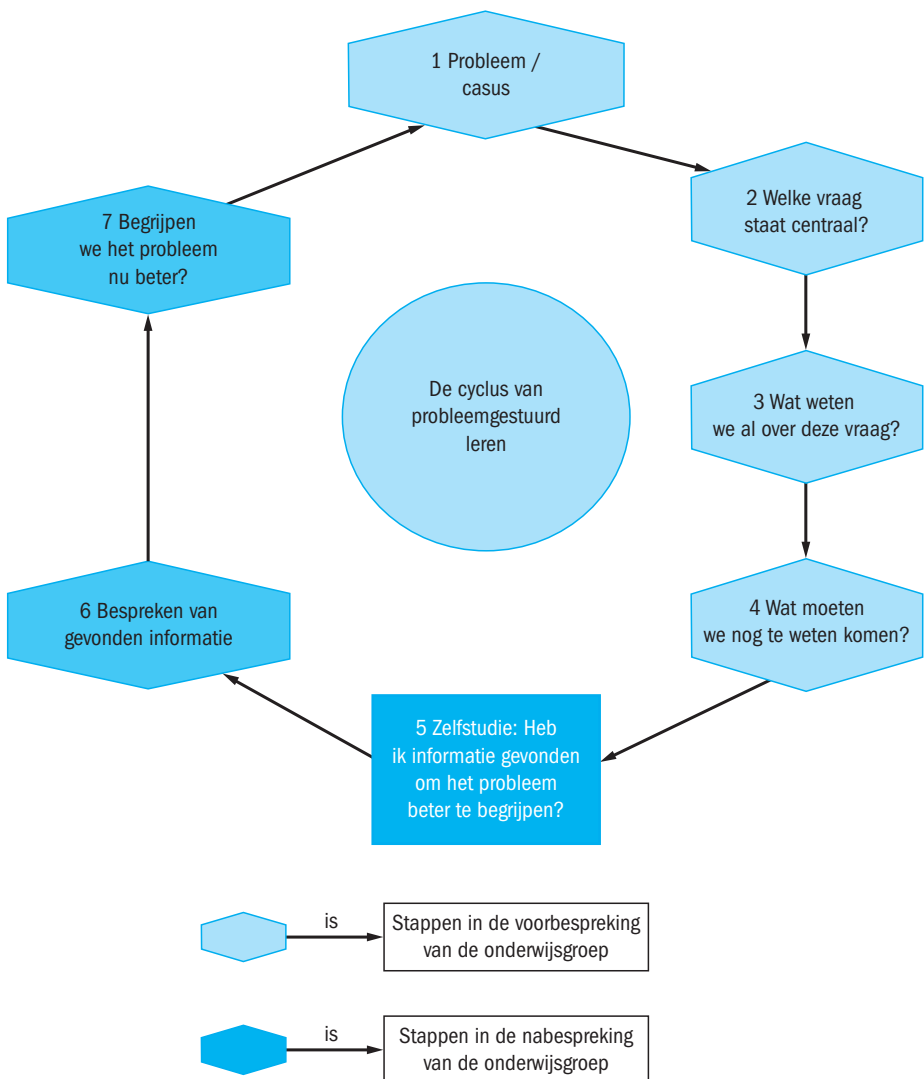 1 Probleem /
casus
2 Welke vraag
staat centraal?
3 Wat weten
we al over deze vraag?
4 Wat moeten
we nog te weten komen?
5 Zelfstudie: Heb
ik informatie gevonden
om het probleem
beter te begrijpen?
6 Bespreken van
gevonden informatie
7 Begrijpen
we het probleem
nu beter?
De cyclus van
probleemgestuurd
leren
is
Stappen in de voorbespreking
van de onderwijsgroep
is
Stappen in de nabespreking
van de onderwijsgroep